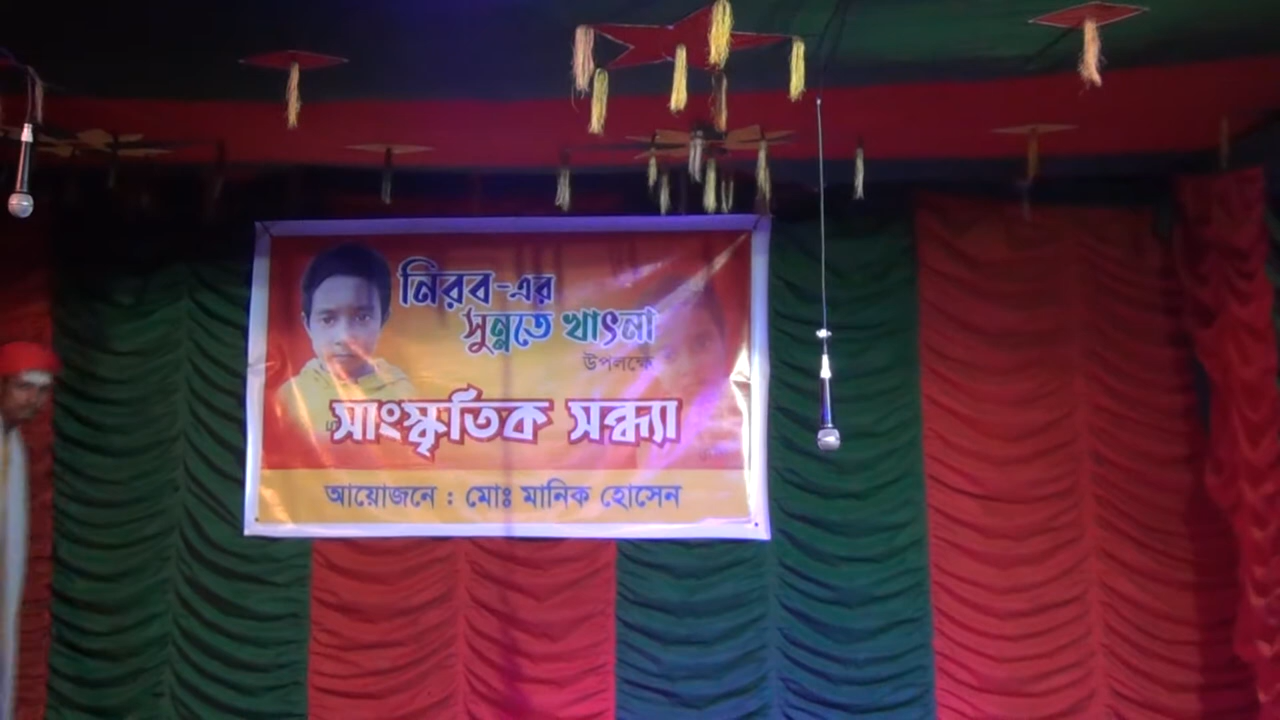 নিরব-এর
সুন্নতে খাৎনা
উপলক্ষে
সাংস্কৃতিক সন্ধ্যা
আয়োজনে : মোঃ মানিক হোসেন